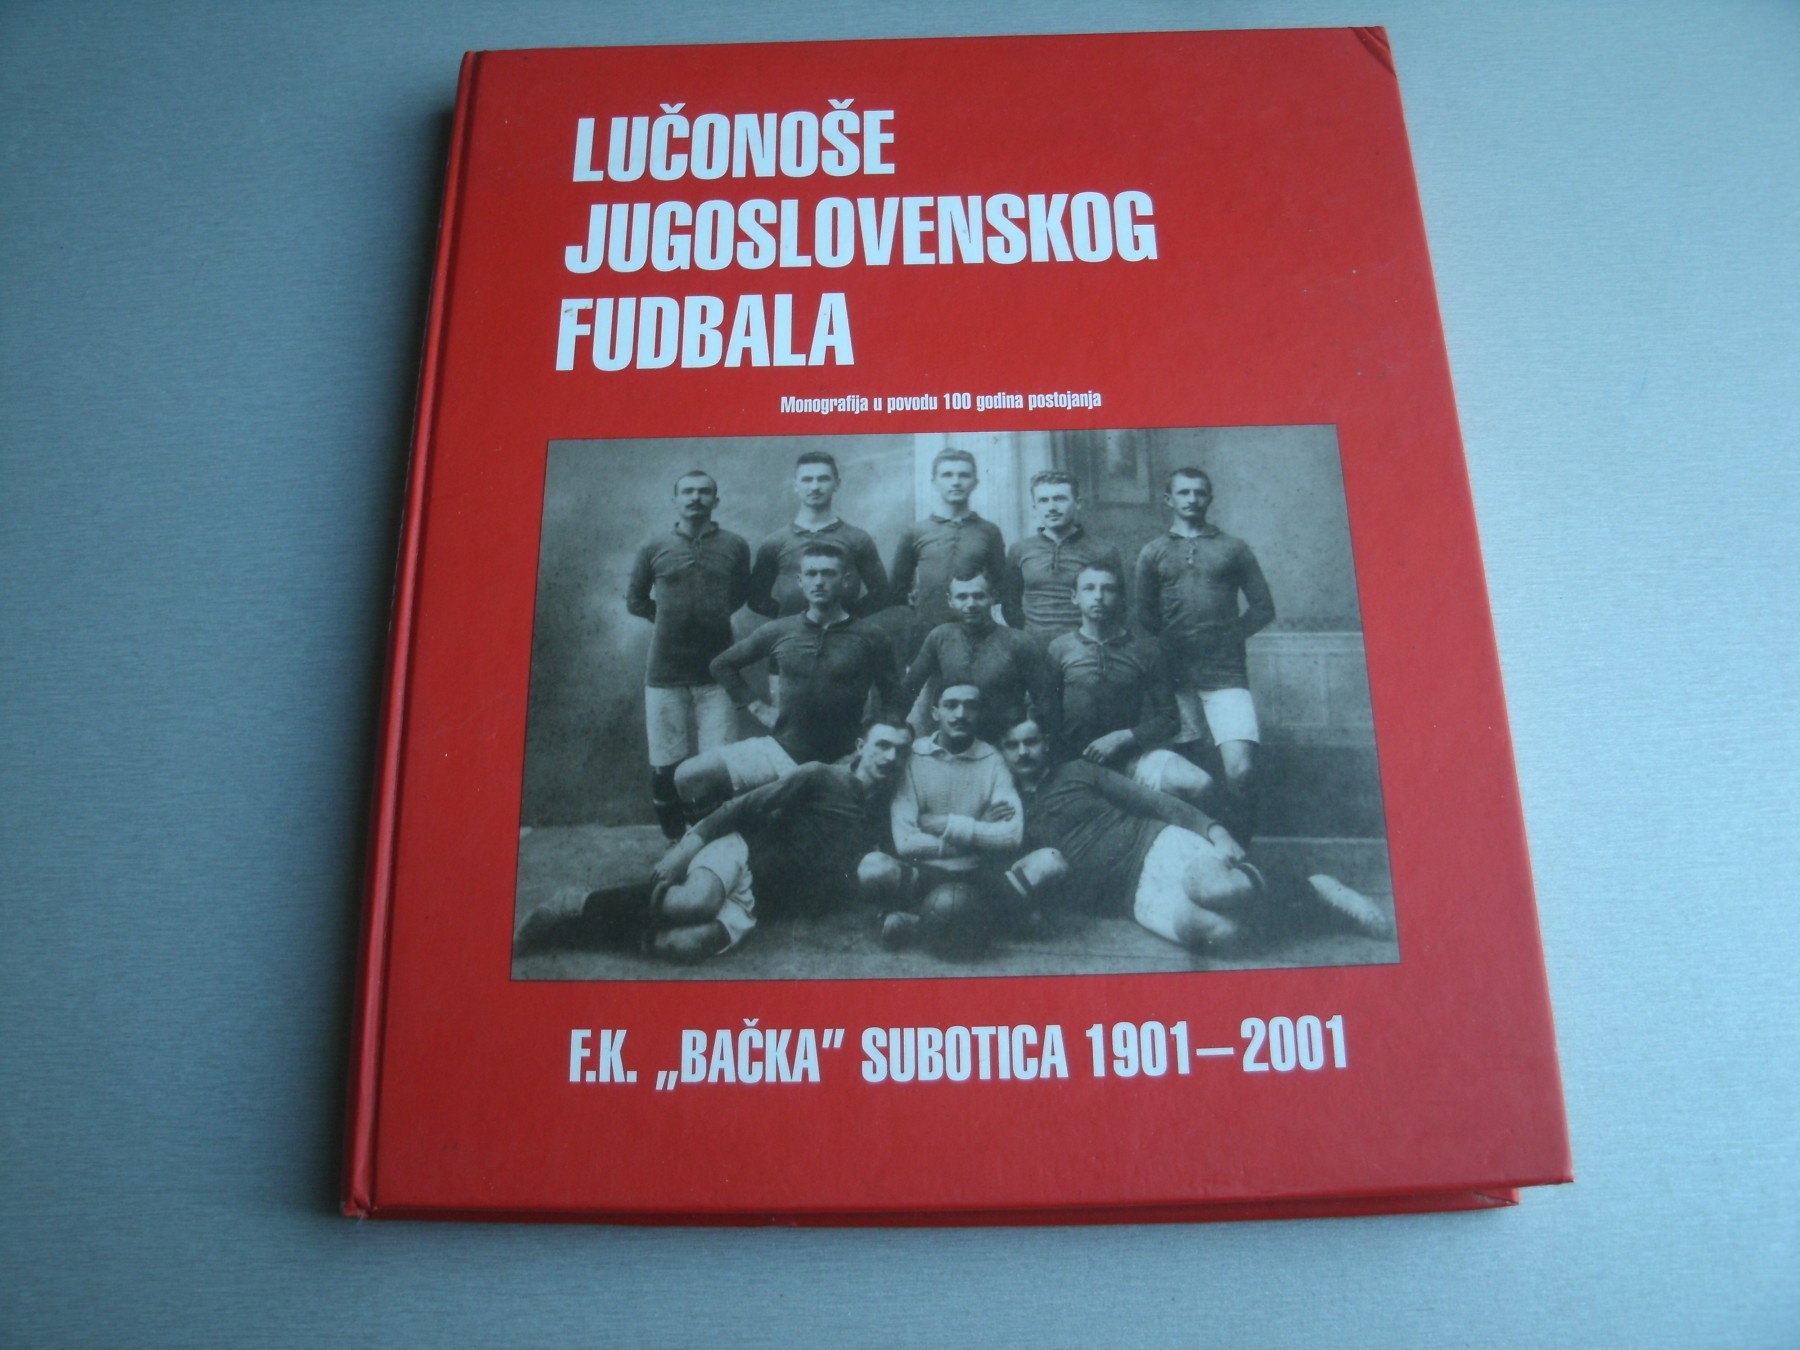 LUČONOŠE
JUGOSLOVENSKOG
FUDBALA
Monografija u povodu 100 godina postojanja
F.K. „BAČKA” SUBOTICA 1901–2001